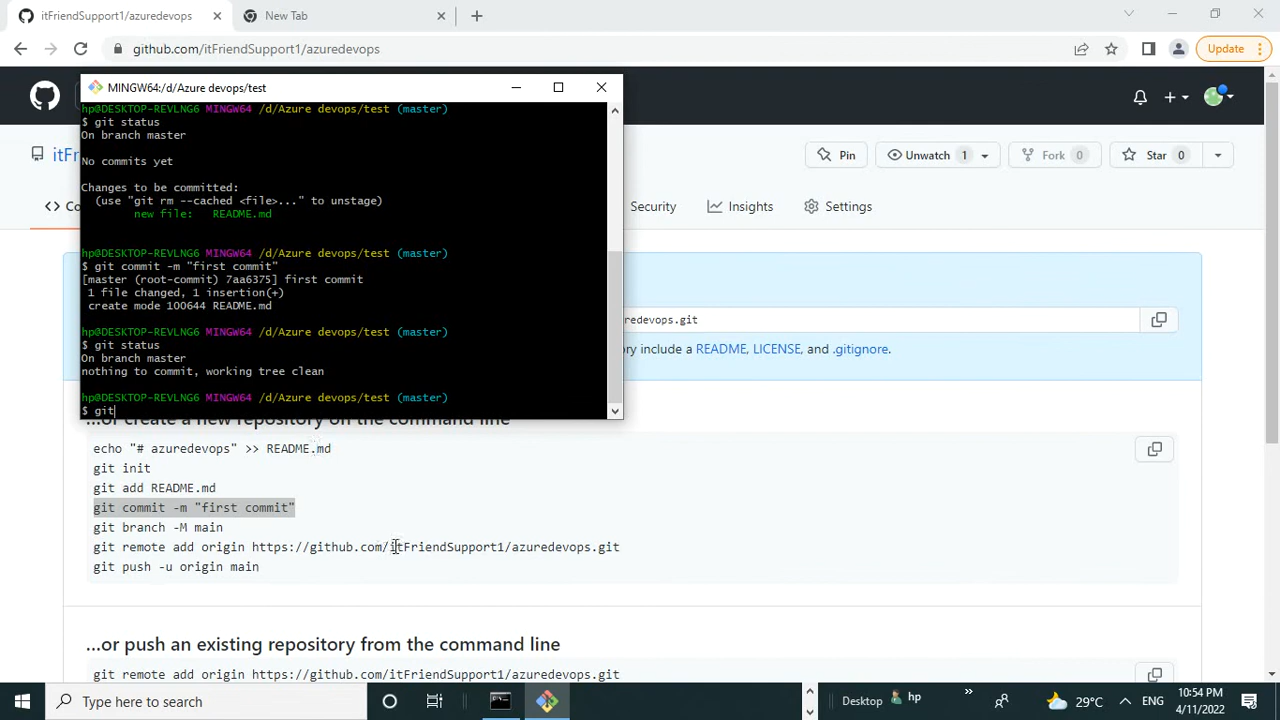 itFriendSupport1/azuredevops
New Tab
github.com/itFriendSupport1/azuredevops
Update
MINGW64:/d/Azure devops/test
hp@DESKTOP-REVLNG6 MINGW64 /d/Azure devops/test (master)
$ git status
On branch master
No commits yet
Changes to be committed:
(use "git rm --cached <file>..." to unstage)
new file: README.md
hp@DESKTOP-REVLNG6 MINGW64 /d/Azure devops/test (master)
$ git commit -m "first commit"
[master (root-commit) 7aa6375] first commit
1 file changed, 1 insertion(+)
create mode 100644 README.md
hp@DESKTOP-REVLNG6 MINGW64 /d/Azure devops/test (master)
$ git status
On branch master
nothing to commit, working tree clean
hp@DESKTOP-REVLNG6 MINGW64 /d/Azure devops/test (master)
$ git
itFr
Pin
Unwatch 1
Fork 0
Star 0
<> Co
Security
Insights
Settings
redevops.git
ry include a README, LICENSE, and .gitignore.
...or create a new repository on the command line
echo "# azuredevops" >> README.md
git init
git add README.md
git commit -m "first commit"
git branch -M main
git remote add origin https://github.com/itFriendSupport1/azuredevops.git
git push -u origin main
...or push an existing repository from the command line
git remote add origin https://github.com/itFriendSupport1/azuredevops.git
Type here to search
Desktop
hp
»
29°C
ENG
10:54 PM
4/11/2022